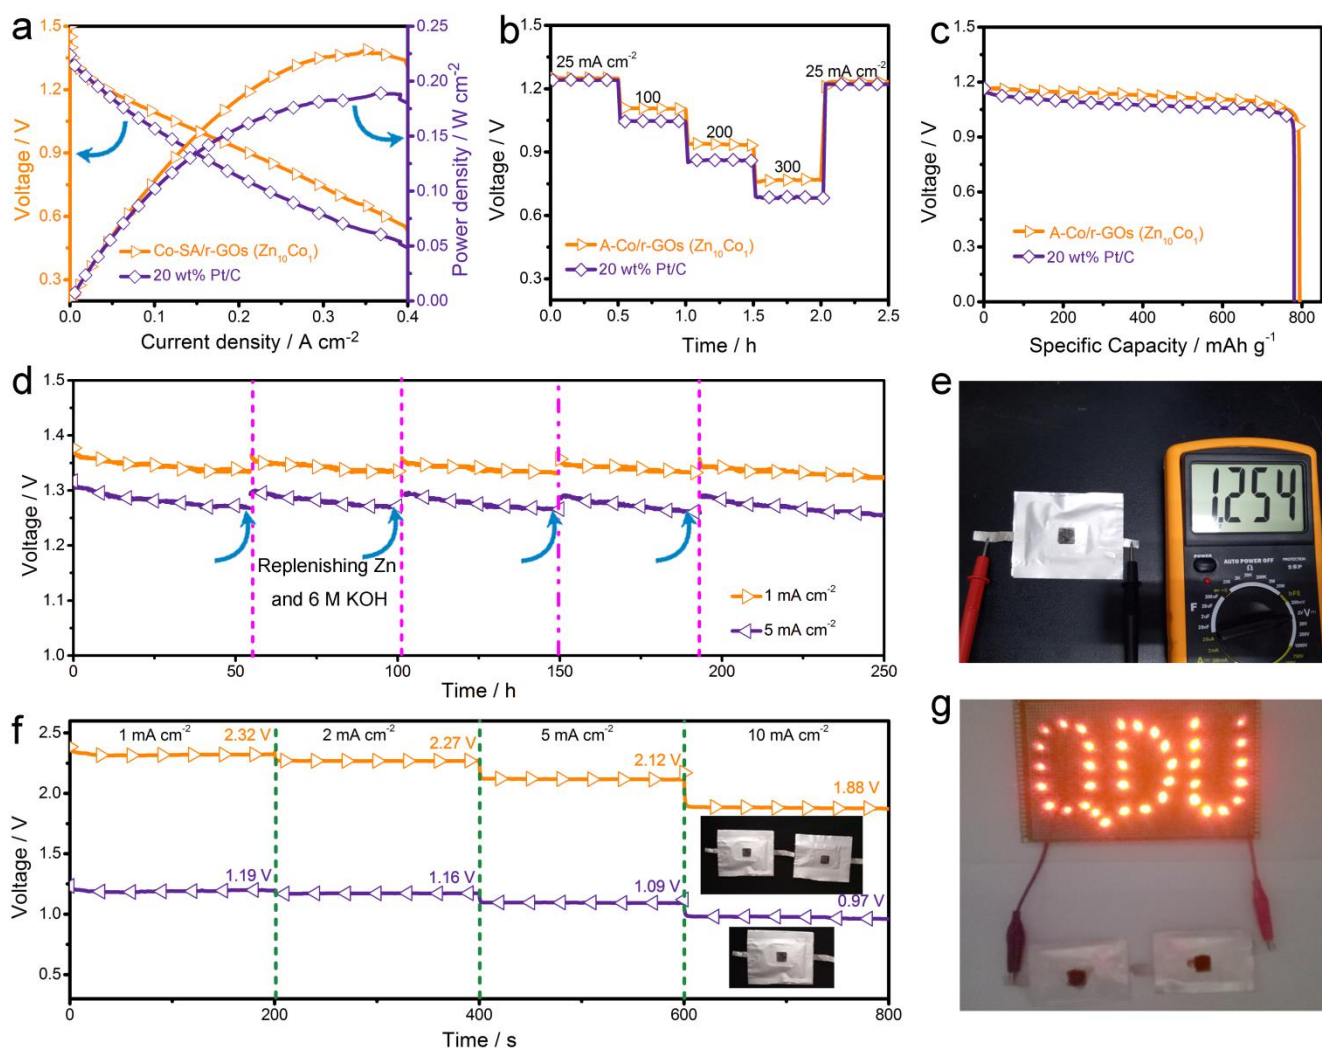 a
1.5
1.2
0.9
0.6
0.3
Voltage / V
0.25
0.20
0.15
0.10
0.05
0.00
Power density / W cm⁻²
Co-SA/r-GOs (Zn₁₀Co₁)
20 wt% Pt/C
0.0 0.1 0.2 0.3 0.4
Current density / A cm⁻²
b
1.5
1.2
0.9
0.6
0.3
Voltage / V
25 mA cm⁻²
100
200
300
25 mA cm⁻²
A-Co/r-GOs (Zn₁₀Co₁)
20 wt% Pt/C
0.0 0.5 1.0 1.5 2.0 2.5
Time / h
c
1.5
1.2
0.9
0.6
0.3
0.0
Voltage / V
A-Co/r-GOs (Zn₁₀Co₁)
20 wt% Pt/C
0 200 400 600 800
Specific Capacity / mAh g⁻¹
d
1.5
1.4
1.3
1.2
1.1
1.0
Voltage / V
Replenishing Zn
and 6 M KOH
1 mA cm⁻²
5 mA cm⁻²
0 50 100 150 200 250
Time / h
e
1.254
POWER
AUTO POWER OFF
hFE
F
Ω
V
A
f
2.5
2.0
1.5
1.0
0.5
Voltage / V
1 mA cm⁻² 2 mA cm⁻² 5 mA cm⁻² 10 mA cm⁻²
2.32 V 2.27 V 2.12 V 1.88 V
1.19 V 1.16 V 1.09 V 0.97 V
0 200 400 600 800
Time / s
g
QDU